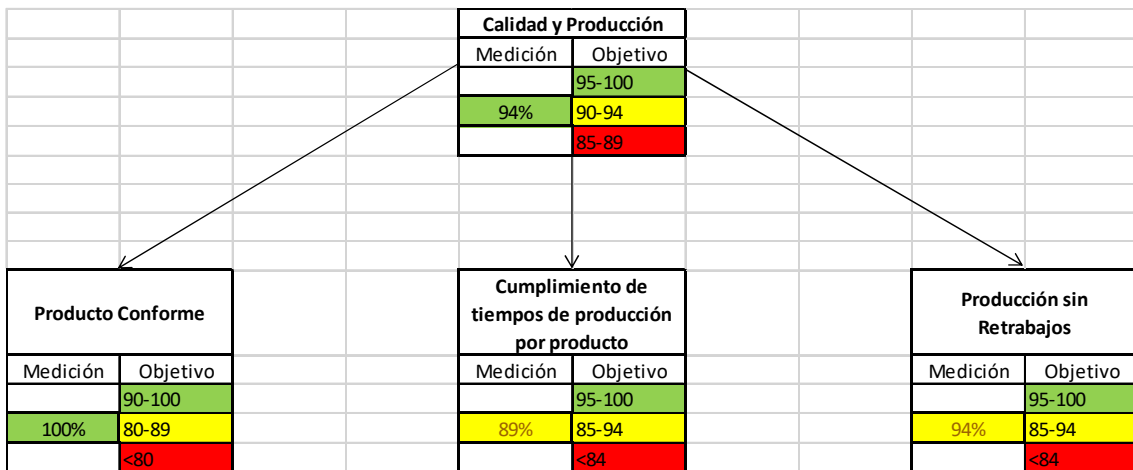 Calidad y Producción
Medición Objetivo
95-100
94% 90-94
85-89
Producto Conforme
Medición Objetivo
90-100
100% 80-89
<80
Cumplimiento de
tiempos de producción
por producto
Medición Objetivo
95-100
89% 85-94
<84
Producción sin
Retrabajos
Medición Objetivo
95-100
94% 85-94
<84